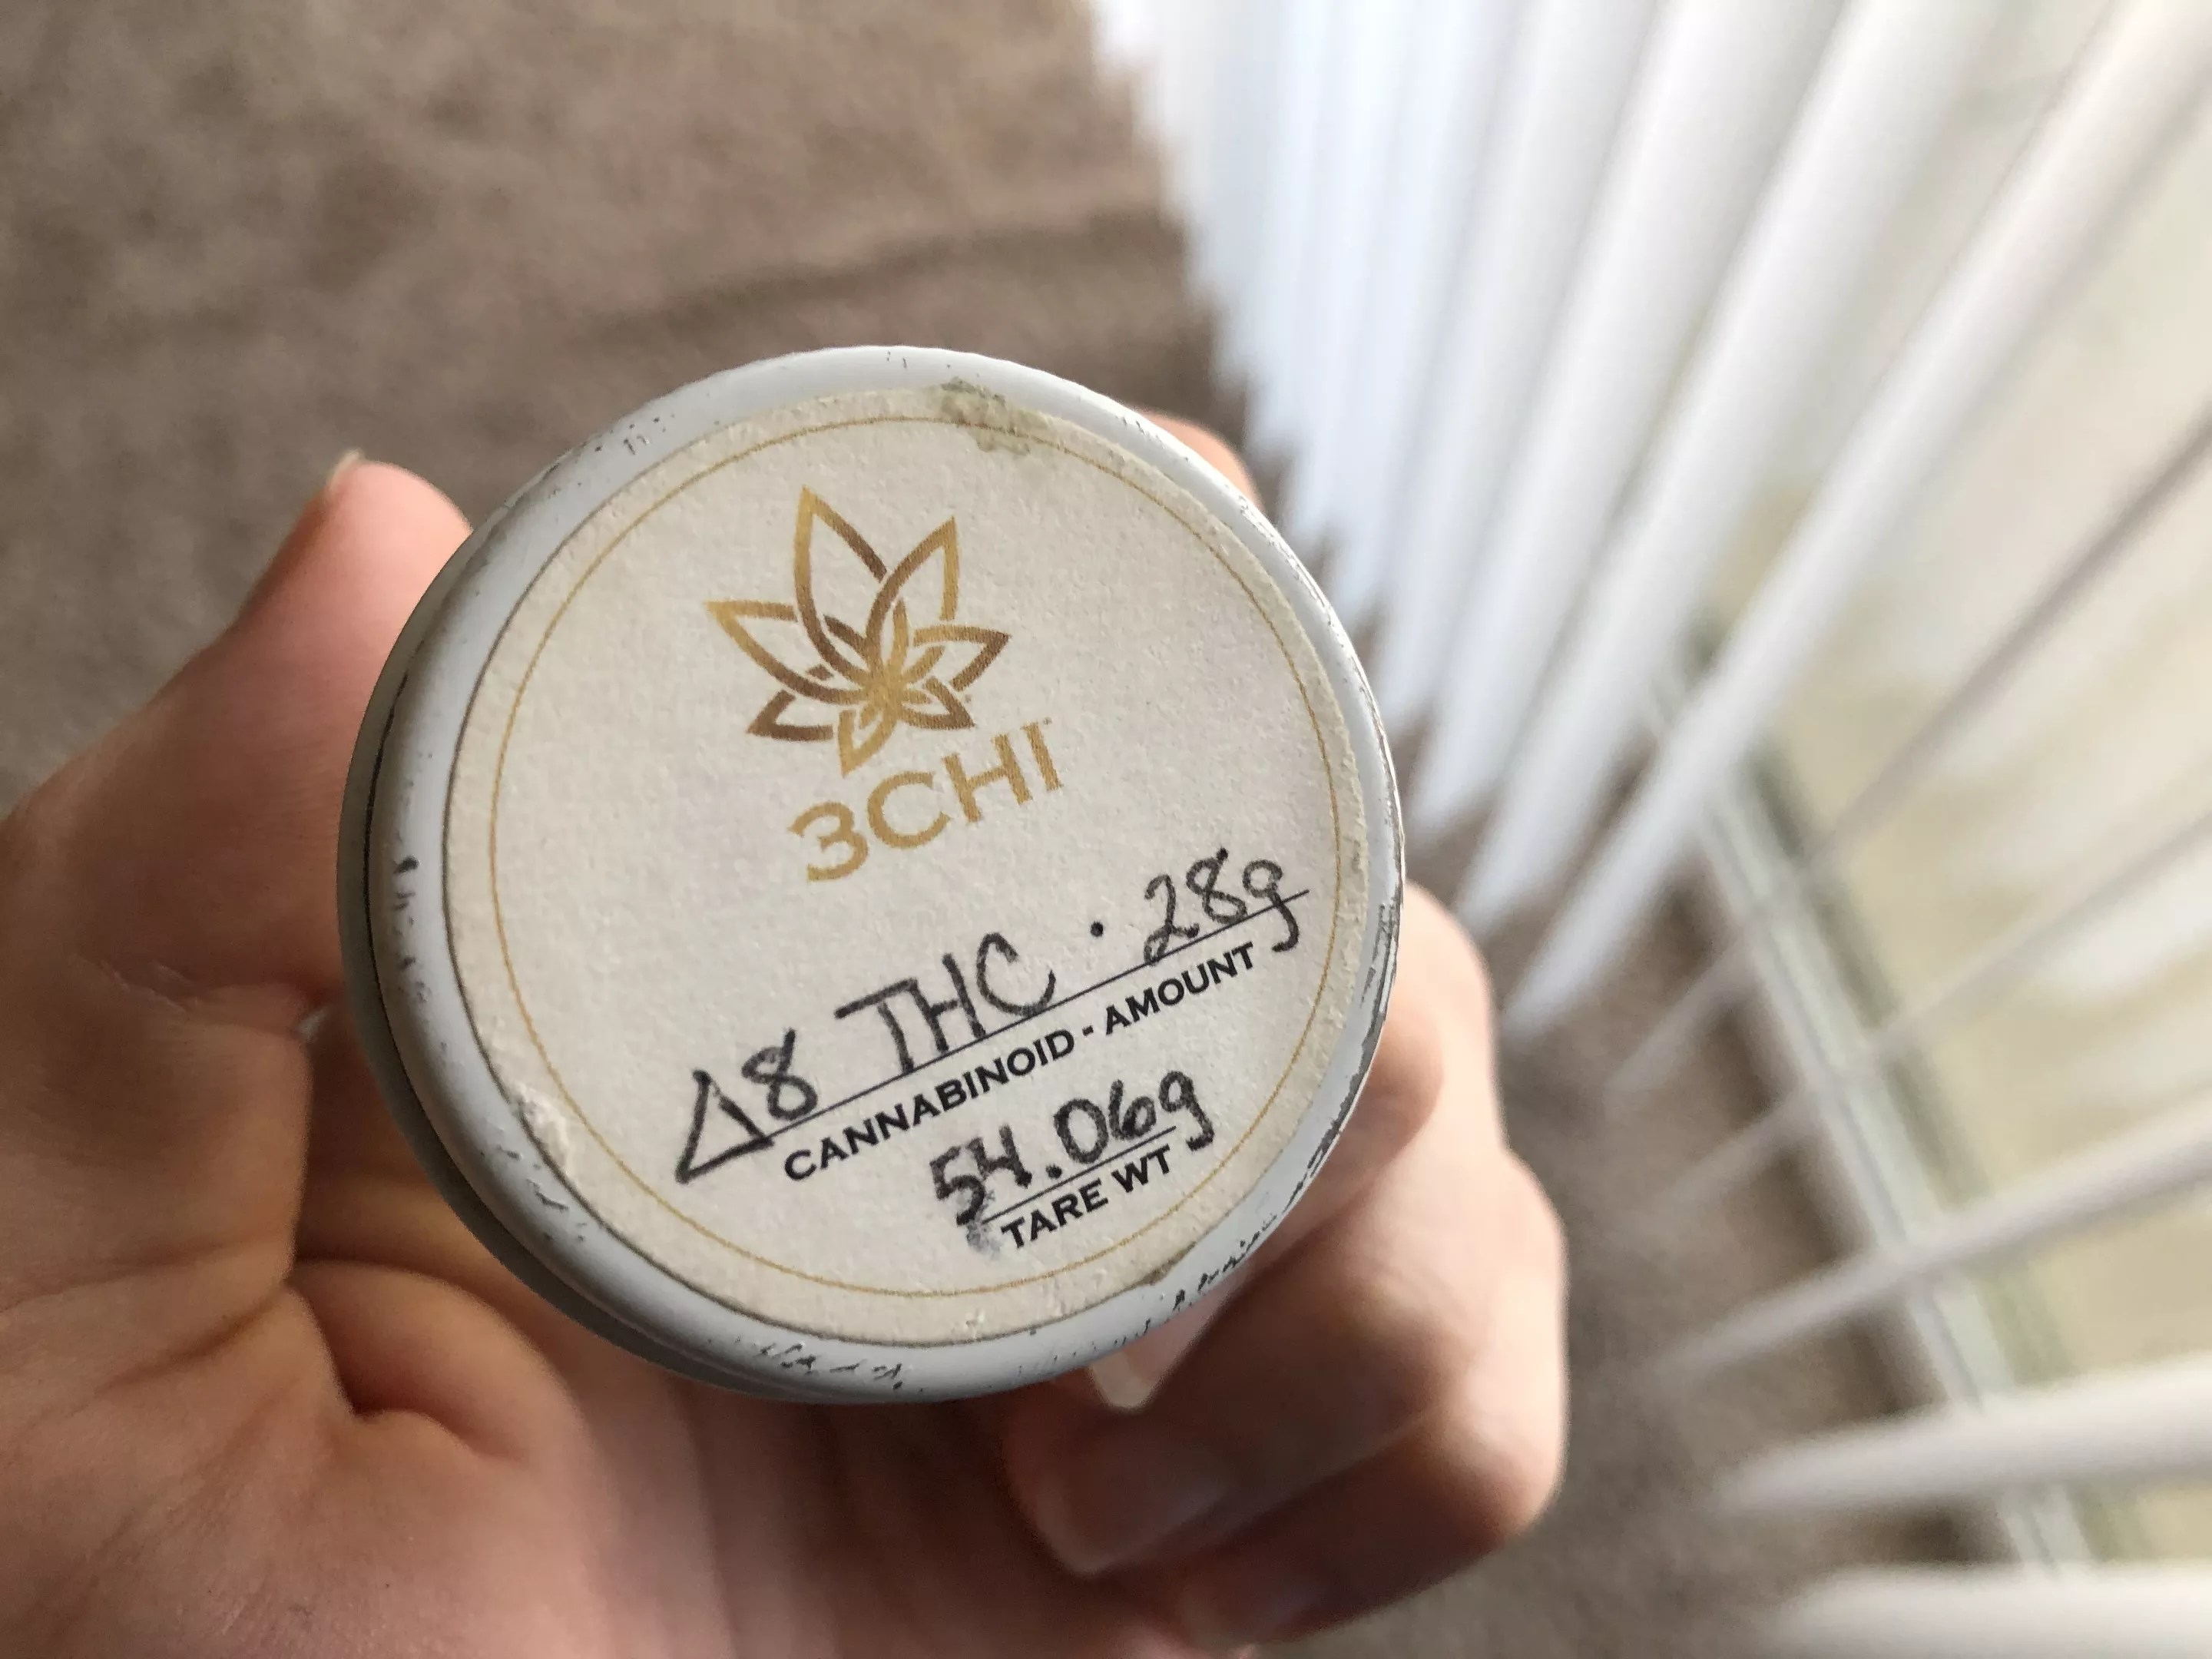 3CHI
Δ8 THC · 28g
CANNABINOID - AMOUNT
54.06g
TARE WT